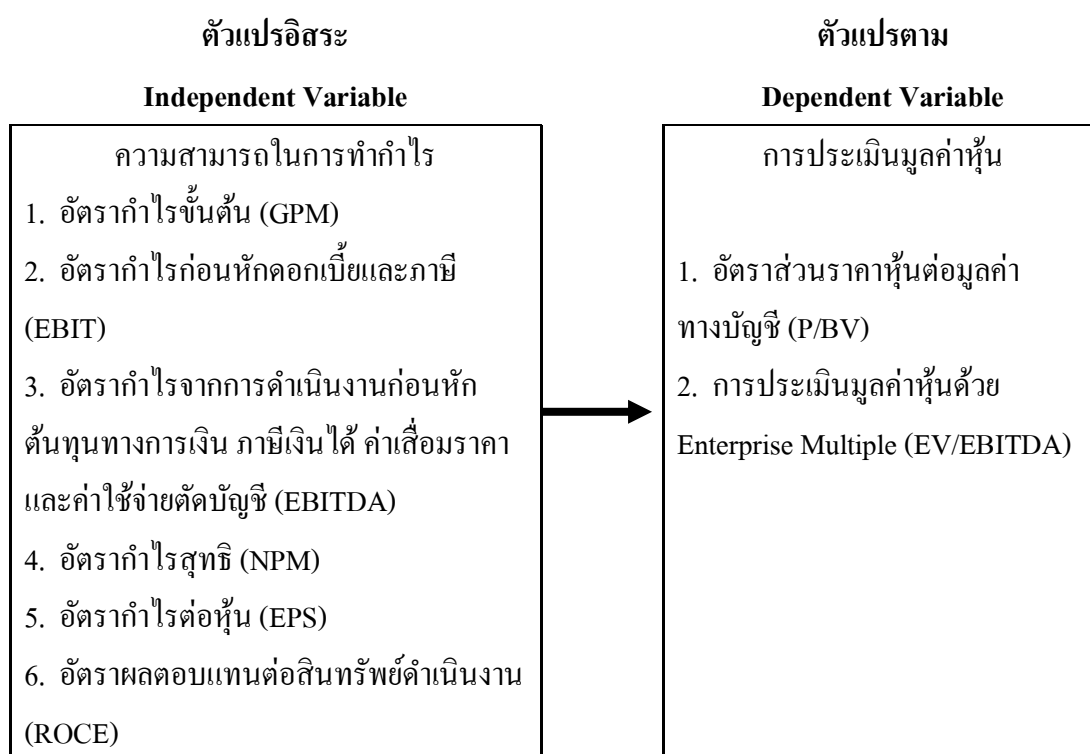 ตัวแปรอิสระ
Independent Variable
ความสามารถในการทำกำไร
1. อัตรากำไรขั้นต้น (GPM)
2. อัตรากำไรก่อนหักดอกเบี้ยและภาษี
(EBIT)
3. อัตรากำไรจากการดำเนินงานก่อนหัก
ต้นทุนทางการเงิน ภาษีเงินได้ ค่าเสื่อมราคา
และค่าใช้จ่ายตัดบัญชี (EBITDA)
4. อัตรากำไรสุทธิ (NPM)
5. อัตรากำไรต่อหุ้น (EPS)
6. อัตราผลตอบแทนต่อสินทรัพย์ดำเนินงาน
(ROCE)
ตัวแปรตาม
Dependent Variable
การประเมินมูลค่าหุ้น
1. อัตราส่วนราคาหุ้นต่อมูลค่า
ทางบัญชี (P/BV)
2. การประเมินมูลค่าหุ้นด้วย
Enterprise Multiple (EV/EBITDA)